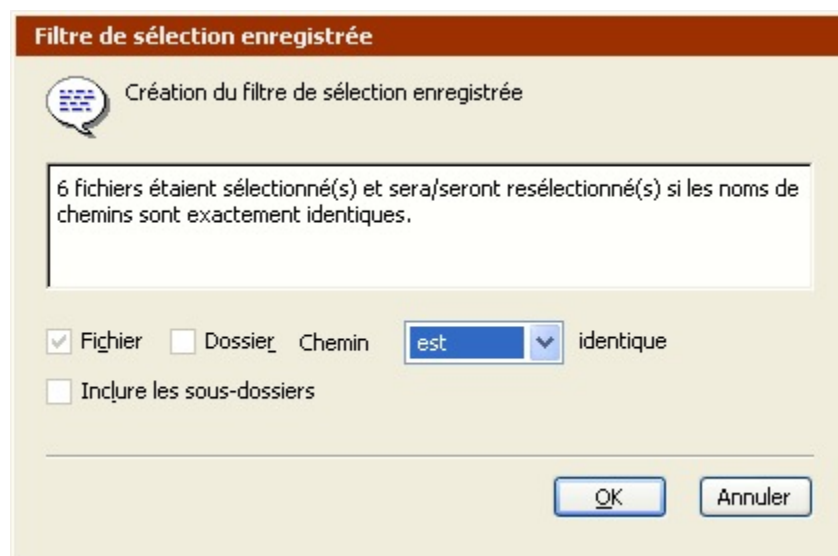 Filtre de sélection enregistrée
Création du filtre de sélection enregistrée
6 fichiers étaient sélectionné(s) et sera/seront resélectionné(s) si les noms de
chemins sont exactement identiques.
Fichier Dossier Chemin est identique
Inclure les sous-dossiers
OK Annuler